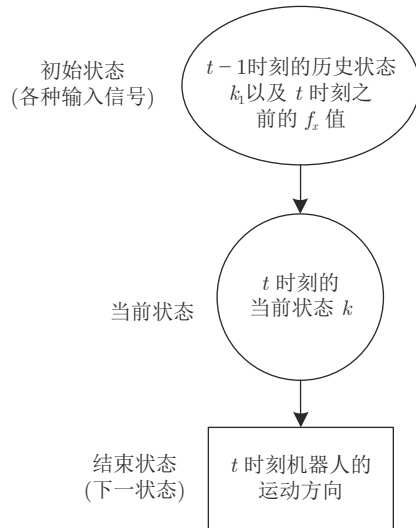 初始状态
(各种输入信号)
t − 1时刻的历史状态
k₁以及 t 时刻之
前的 fₓ 值
当前状态
t 时刻的
当前状态 k
结束状态
(下一状态)
t 时刻机器人的
运动方向